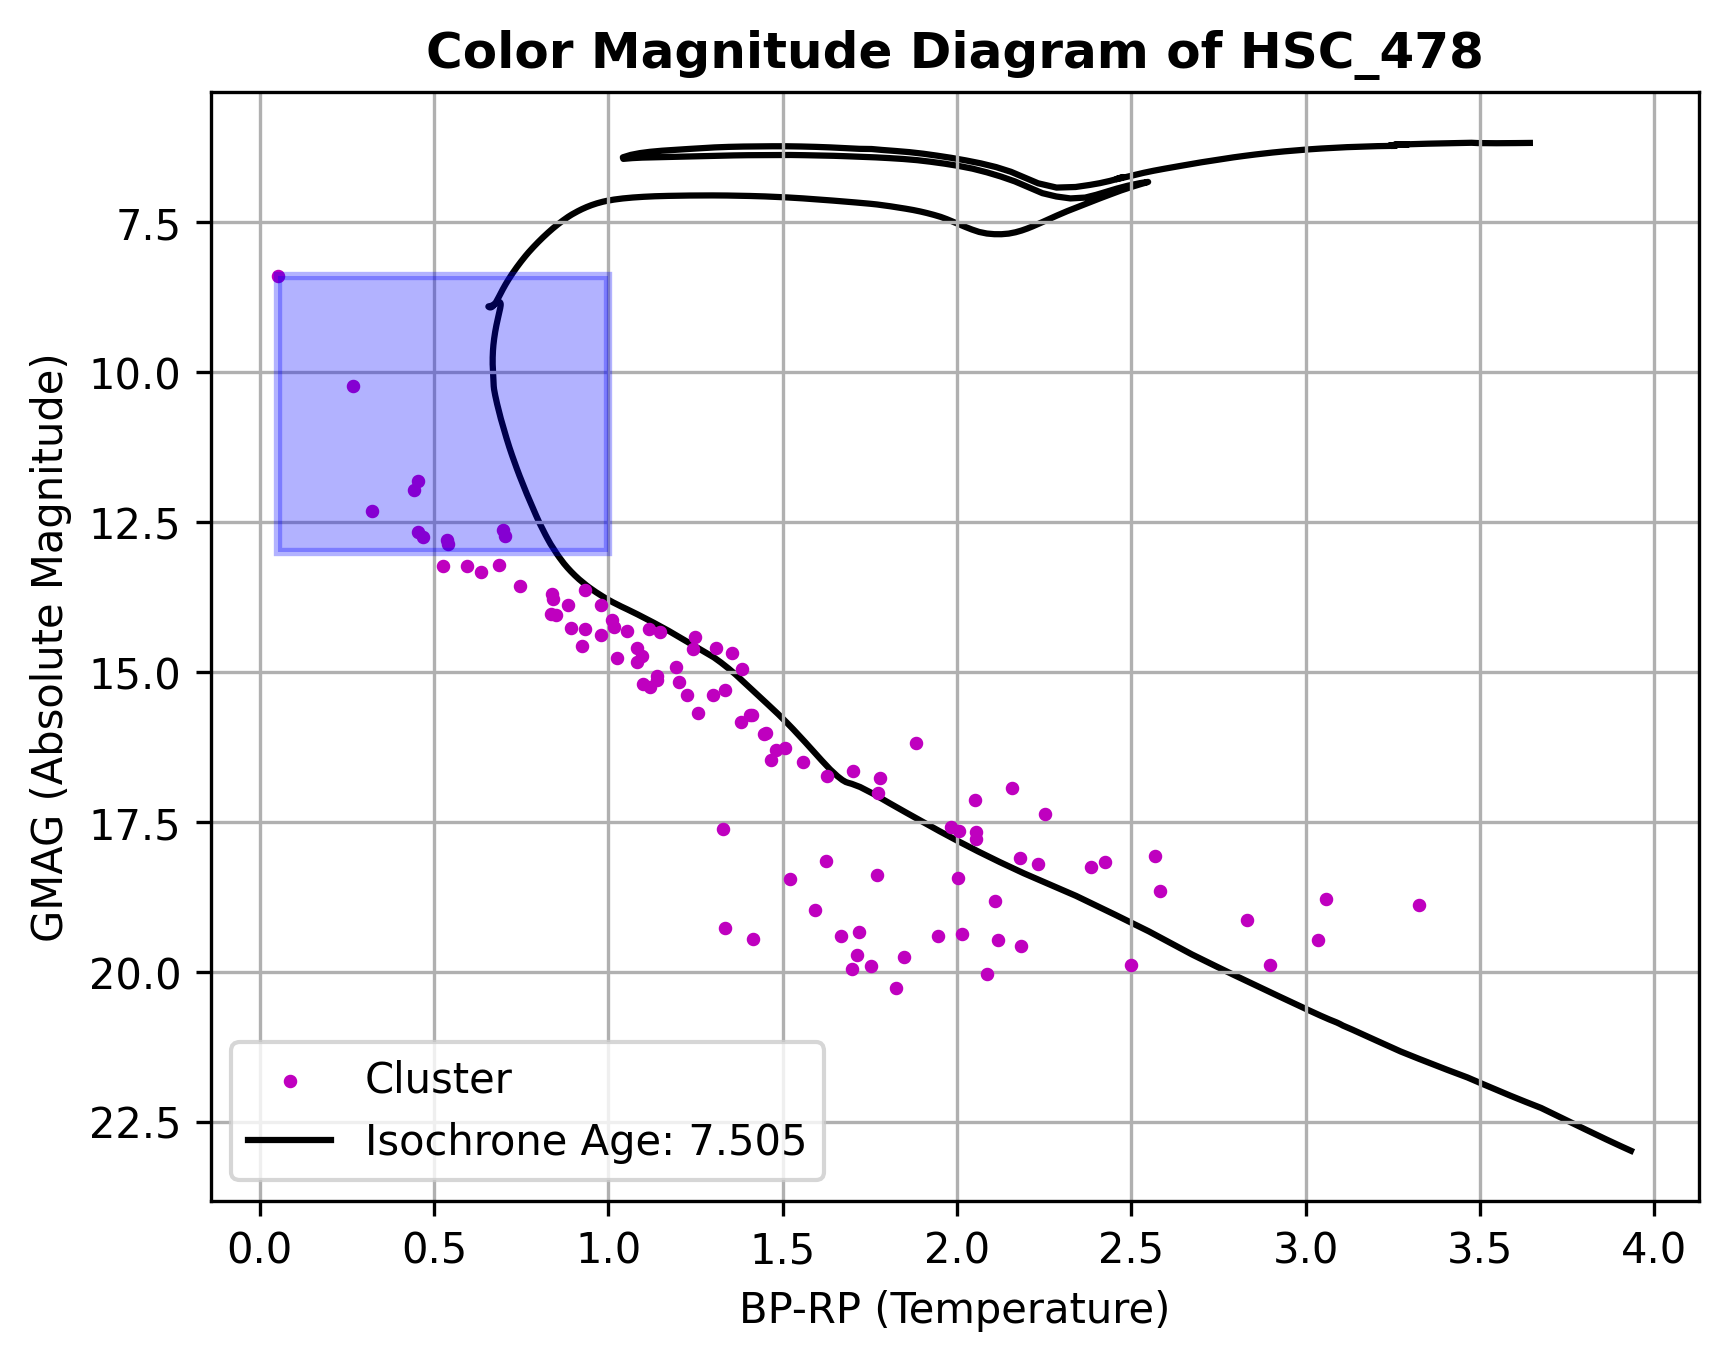 Color Magnitude Diagram of HSC_478
GMAG (Absolute Magnitude)
7.5
10.0
12.5
15.0
17.5
20.0
22.5
Cluster
Isochrone Age: 7.505
0.0 0.5 1.0 1.5 2.0 2.5 3.0 3.5 4.0
BP-RP (Temperature)